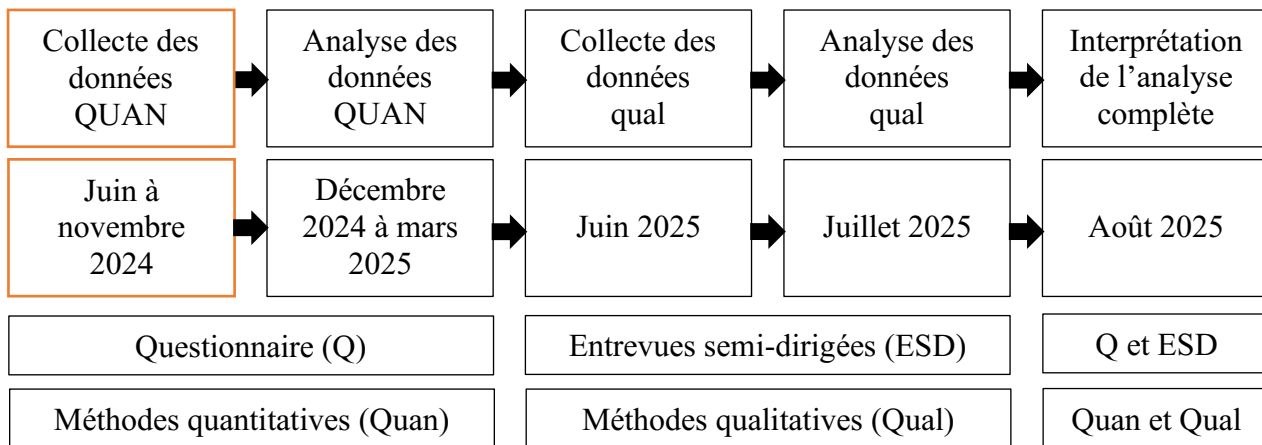 Collecte des
données
QUAN
Analyse des
données
QUAN
Collecte des
données
qual
Analyse des
données
qual
Interprétation
de l’analyse
complète
Juin à
novembre
2024
Décembre
2024 à mars
2025
Juin 2025
Juillet 2025
Août 2025
Questionnaire (Q)
Entrevues semi-dirigées (ESD)
Q et ESD
Méthodes quantitatives (Quan)
Méthodes qualitatives (Qual)
Quan et Qual